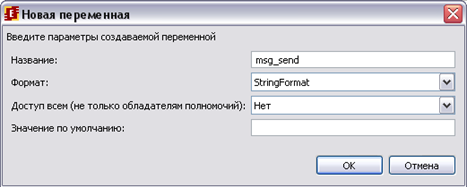 Новая переменная
Введите параметры создаваемой переменной
Название: msg_send
Формат: StringFormat
Доступ всем (не только обладателям полномочий): Нет
Значение по умолчанию:
OK Отмена